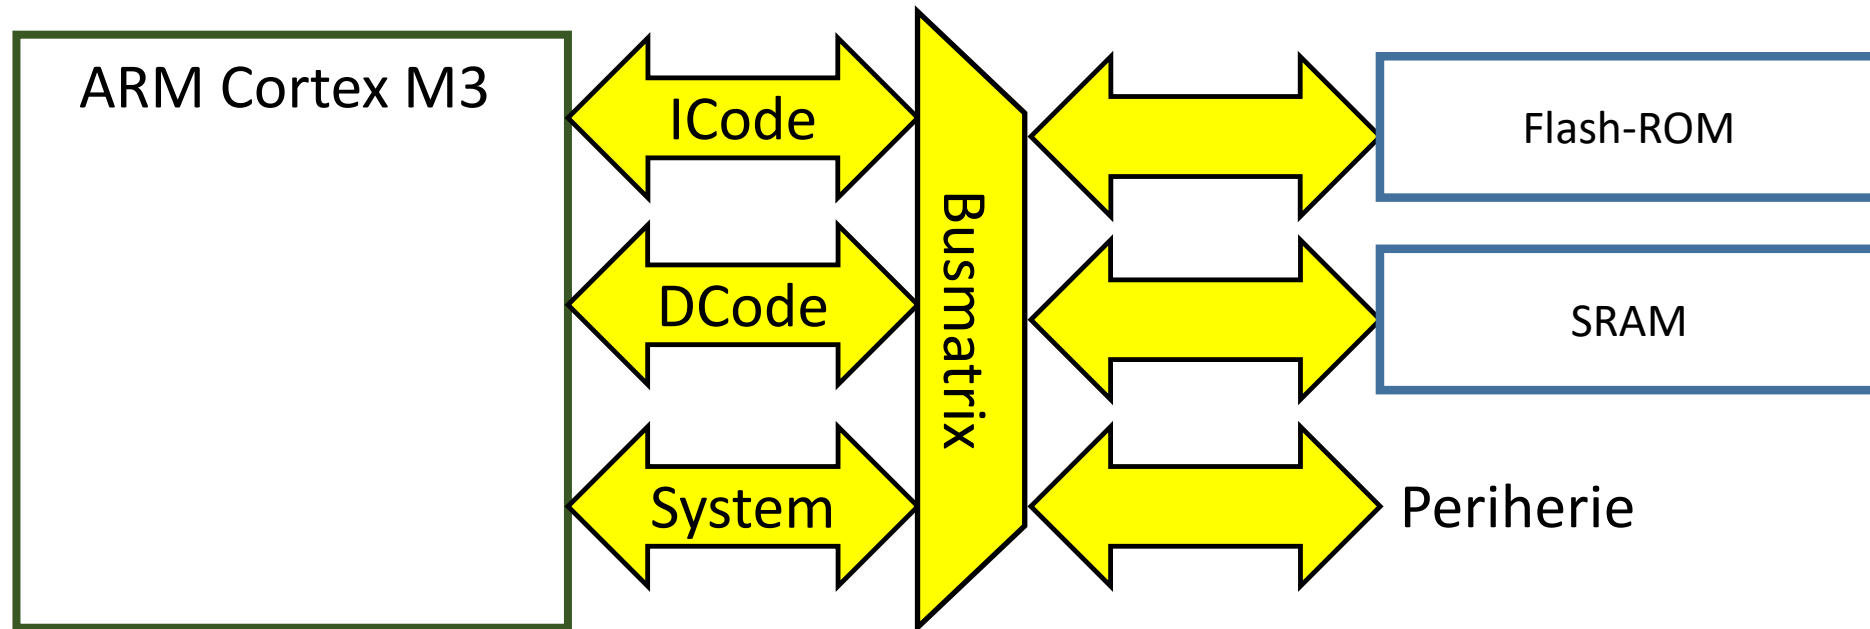 ARM Cortex M3
ICode
DCode
System
Busmatrix
Flash-ROM
SRAM
Periherie